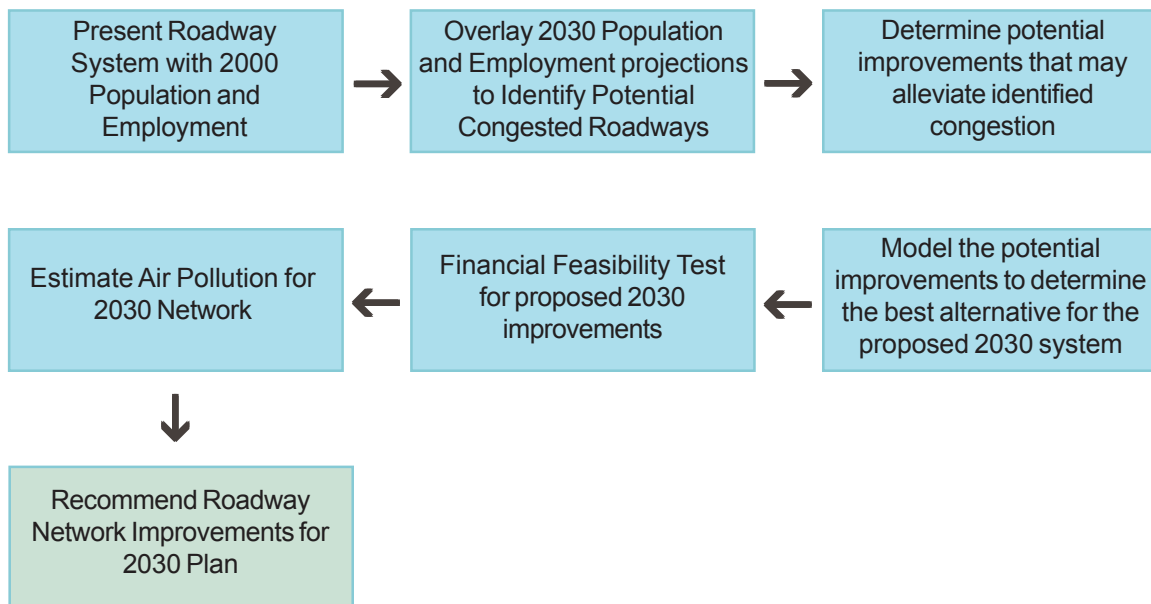 Present Roadway
System with 2000
Population and
Employment
Overlay 2030 Population
and Employment projections
to Identify Potential
Congested Roadways
Determine potential
improvements that may
alleviate identified
congestion
Model the potential
improvements to determine
the best alternative for the
proposed 2030 system
Financial Feasibility Test
for proposed 2030
improvements
Estimate Air Pollution for
2030 Network
Recommend Roadway
Network Improvements for
2030 Plan